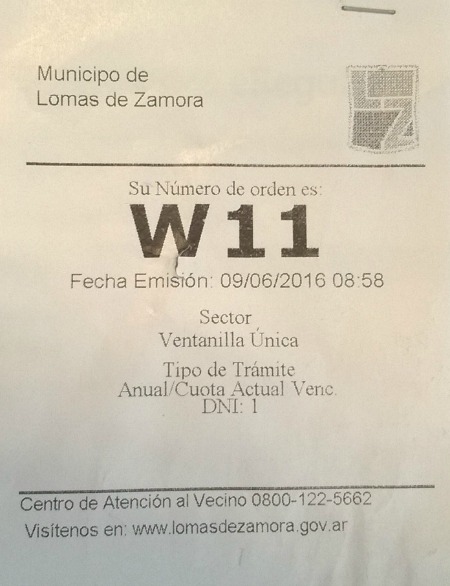 Municipo de
Lomas de Zamora
LZ
Su Número de orden es:
W11
Fecha Emisión: 09/06/2016 08:58
Sector
Ventanilla Única
Tipo de Trámite
Anual/Cuota Actual Venc.
DNI: 1
Centro de Atención al Vecino 0800-122-5662
Visítenos en: www.lomasdezamora.gov.ar